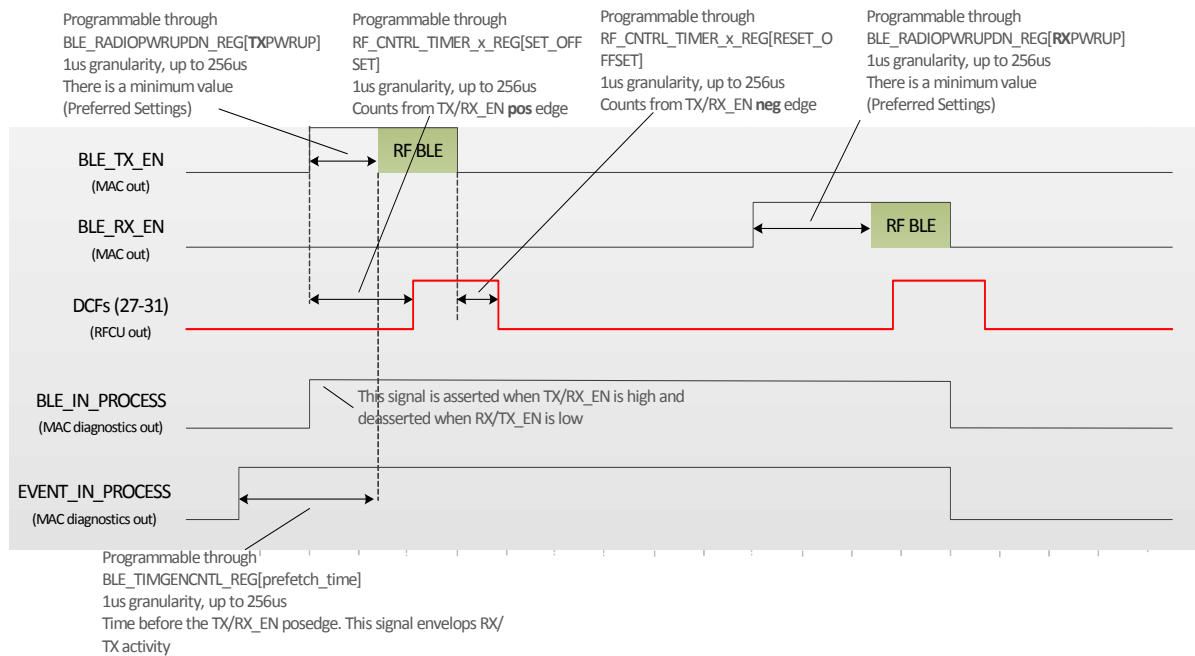 Programmable through
BLE_RADIOPWRUPDN_REG[TXPWRUP]
1us granularity, up to 256us
There is a minimum value
(Preferred Settings)
Programmable through
RF_CNTRL_TIMER_x_REG[SET_OFF
SET]
1us granularity, up to 256us
Counts from TX/RX_EN pos edge
Programmable through
RF_CNTRL_TIMER_x_REG[RESET_O
FFSET]
1us granularity, up to 256us
Counts from TX/RX_EN neg edge
Programmable through
BLE_RADIOPWRUPDN_REG[RXPWRUP]
1us granularity, up to 256us
There is a minimum value
(Preferred Settings)
BLE_TX_EN
(MAC out)
RF BLE
BLE_RX_EN
(MAC out)
RF BLE
DCFs (27-31)
(RFCU out)
BLE_IN_PROCESS
(MAC diagnostics out)
This signal is asserted when TX/RX_EN is high and
deasserted when RX/TX_EN is low
EVENT_IN_PROCESS
(MAC diagnostics out)
Programmable through
BLE_TIMGENCNTL_REG[prefetch_time]
1us granularity, up to 256us
Time before the TX/RX_EN posedge. This signal envelops RX/
TX activity